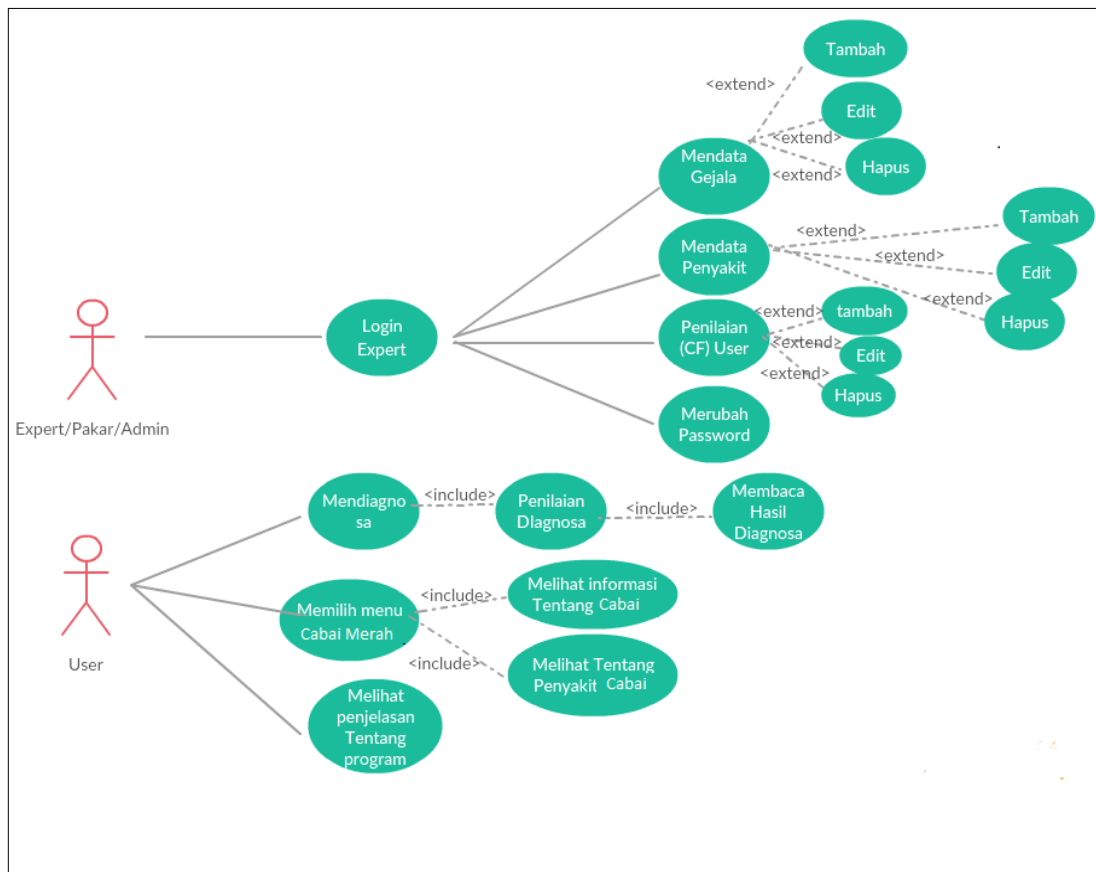 Tambah
<extend>
Edit
<extend>
Mendata
Gejala
Hapus
<extend>
Tambah
<extend>
Mendata
Penyakit
<extend>
Edit
<extend>
Hapus
Login
Expert
Penilaian
(CF) User
<extend>
tambah
<extend>
Edit
<extend>
Hapus
Merubah
Password
Expert/Pakar/Admin
Mendiagno
sa
<include>
Penilaian
DIagnosa
<include>
Membaca
Hasil
Diagnosa
User
Memilih menu
Cabai Merah
<include>
Melihat informasi
Tentang Cabai
<include>
Melihat Tentang
Penyakit Cabai
Melihat
penjelasan
Tentang
program